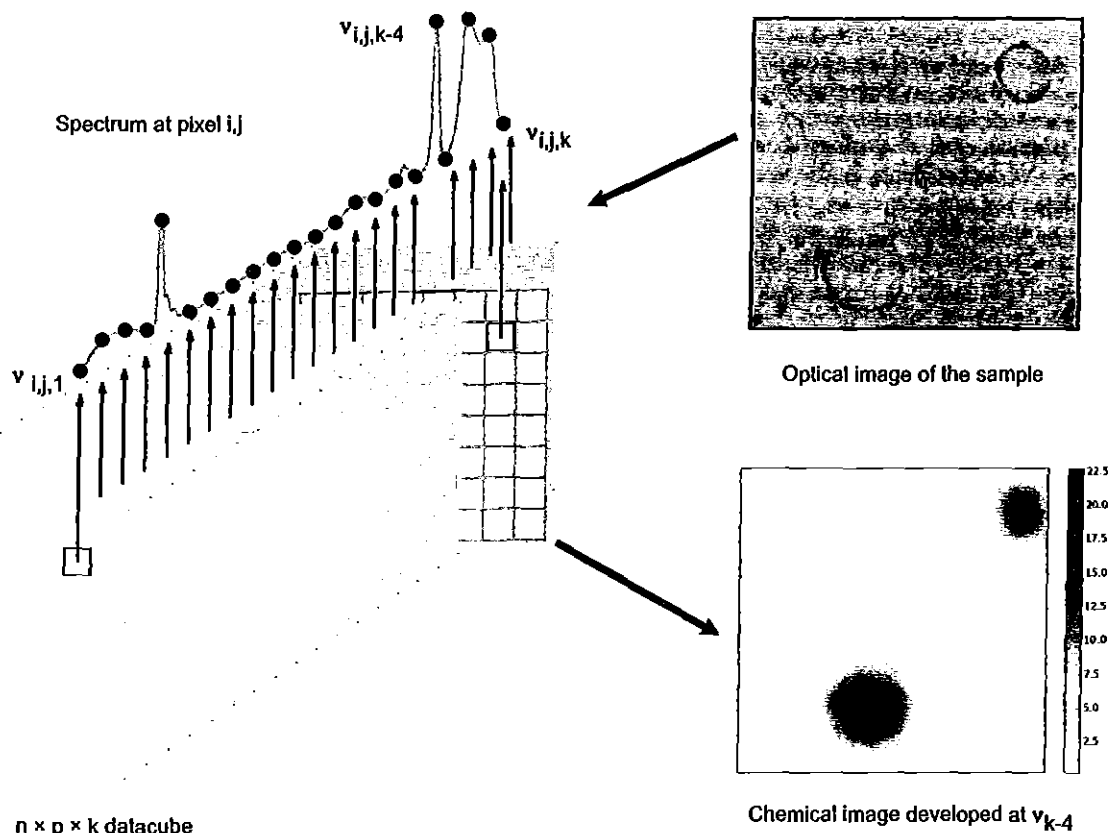 ν i,j,k-4
Spectrum at pixel i,j
ν i,j,k
ν i,j,1
Optical image of the sample
22.5
20.0
17.5
15.0
12.5
10.0
7.5
5.0
2.5
n × p × k datacube
Chemical image developed at ν k-4